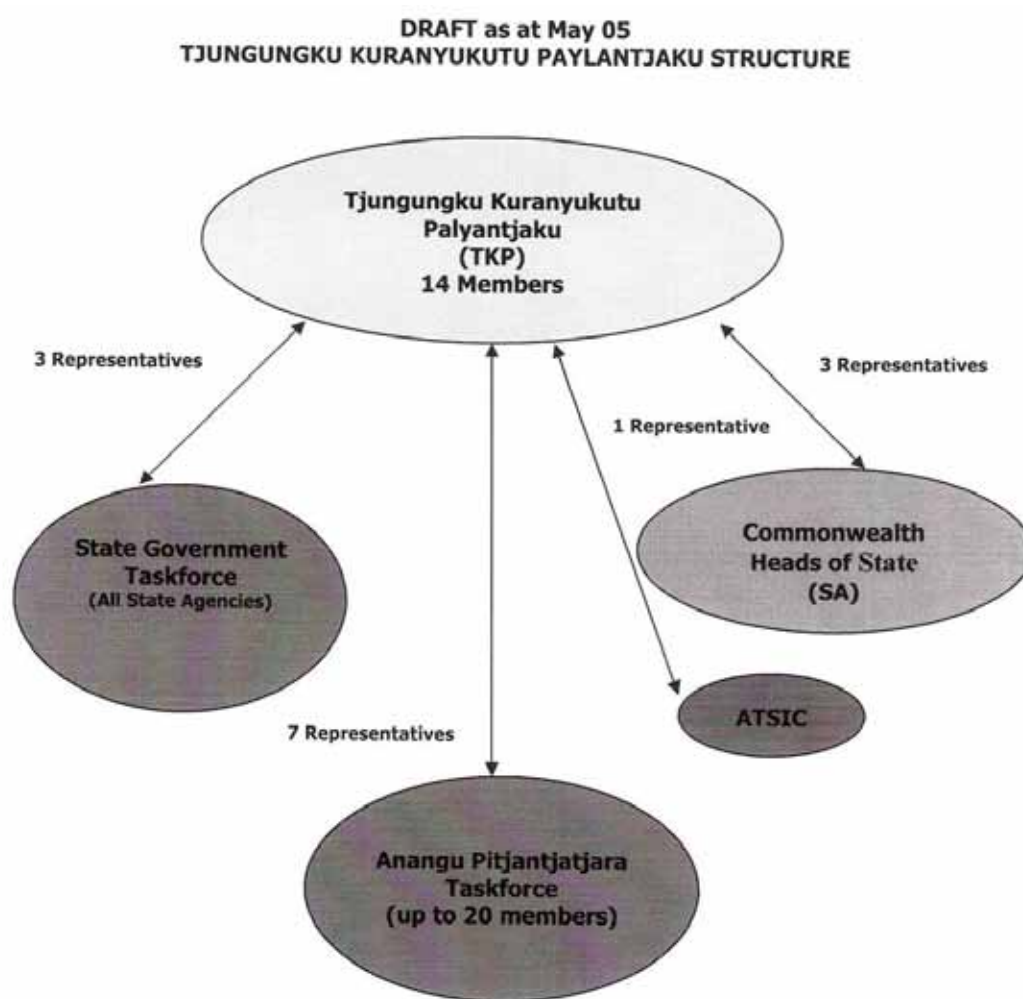 DRAFT as at May 05
TJUNGUNGKU KURANYUKUTU PAYLANTJAKU STRUCTURE
Tjungungku Kuranyukutu
Palyantjaku
(TKP)
14 Members
3 Representatives
3 Representatives
1 Representative
State Government
Taskforce
(All State Agencies)
Commonwealth
Heads of State
(SA)
ATSIC
7 Representatives
Anangu Pitjantjatjara
Taskforce
(up to 20 members)